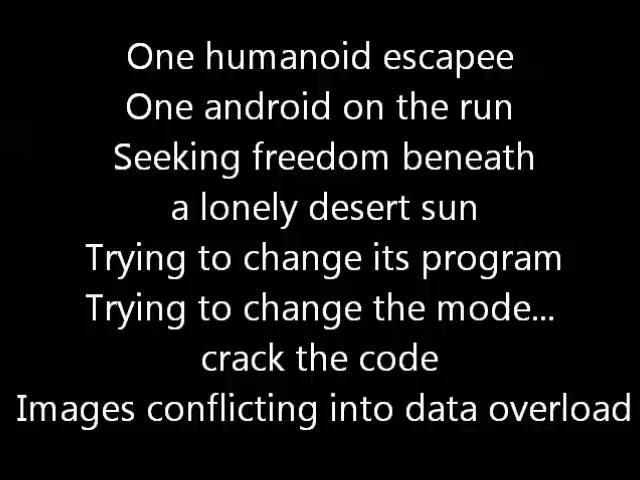 One humanoid escapee
One android on the run
Seeking freedom beneath
a lonely desert sun
Trying to change its program
Trying to change the mode...
crack the code
Images conflicting into data overload